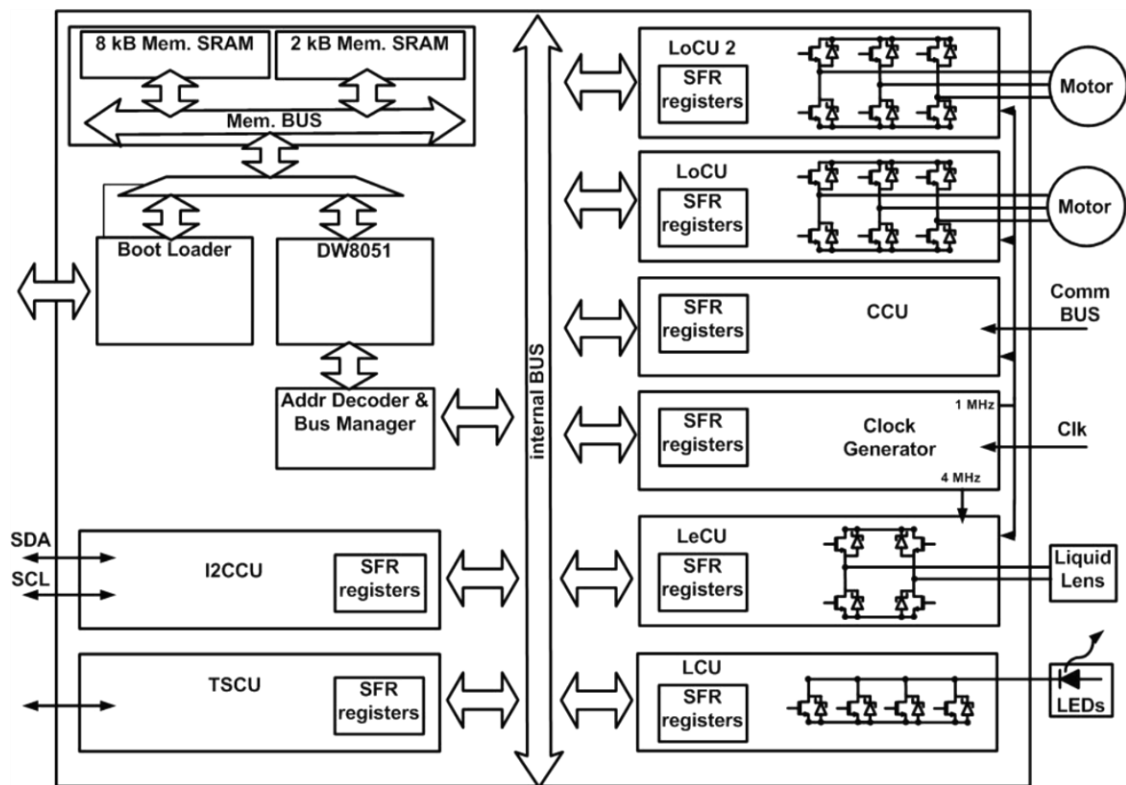 8 kB Mem. SRAM
2 kB Mem. SRAM
Mem. BUS
Boot Loader
DW8051
Addr Decoder &
Bus Manager
SDA
SCL
I2CCU
SFR
registers
TSCU
SFR
registers
internal BUS
LoCU 2
SFR
registers
Motor
LoCU
SFR
registers
Motor
SFR
registers
CCU
Comm
BUS
SFR
registers
Clock
Generator
1 MHz
4 MHz
Clk
LeCU
SFR
registers
Liquid
Lens
LCU
SFR
registers
LEDs